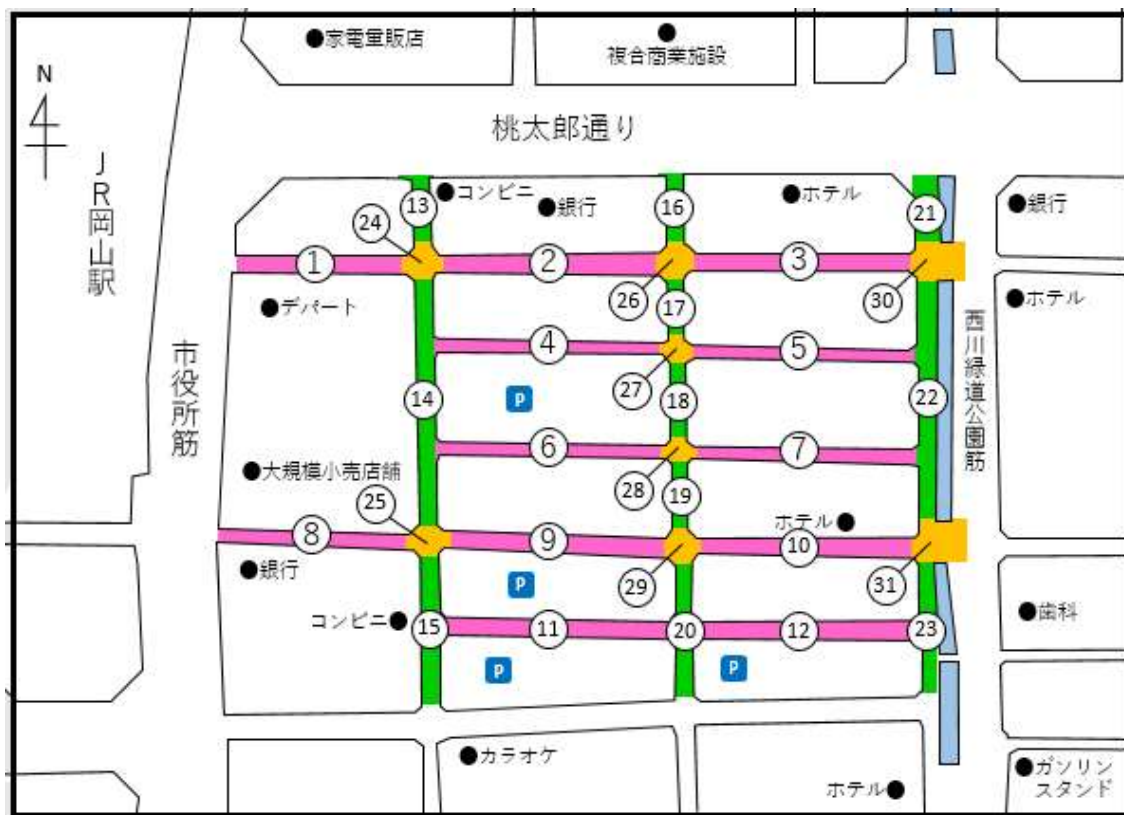 家電量販店
複合商業施設
N
桃太郎通り
JR岡山駅
コンビニ
銀行
ホテル
銀行
13
16
21
24
1
2
3
26
30
デパート
17
ホテル
西川緑道公園筋
市役所筋
4
5
27
14
P
18
22
6
7
大規模小売店舗
28
19
25
ホテル
8
9
10
銀行
P
29
31
コンビニ
15
11
20
12
23
歯科
P
P
カラオケ
ホテル
ガソリン
スタンド